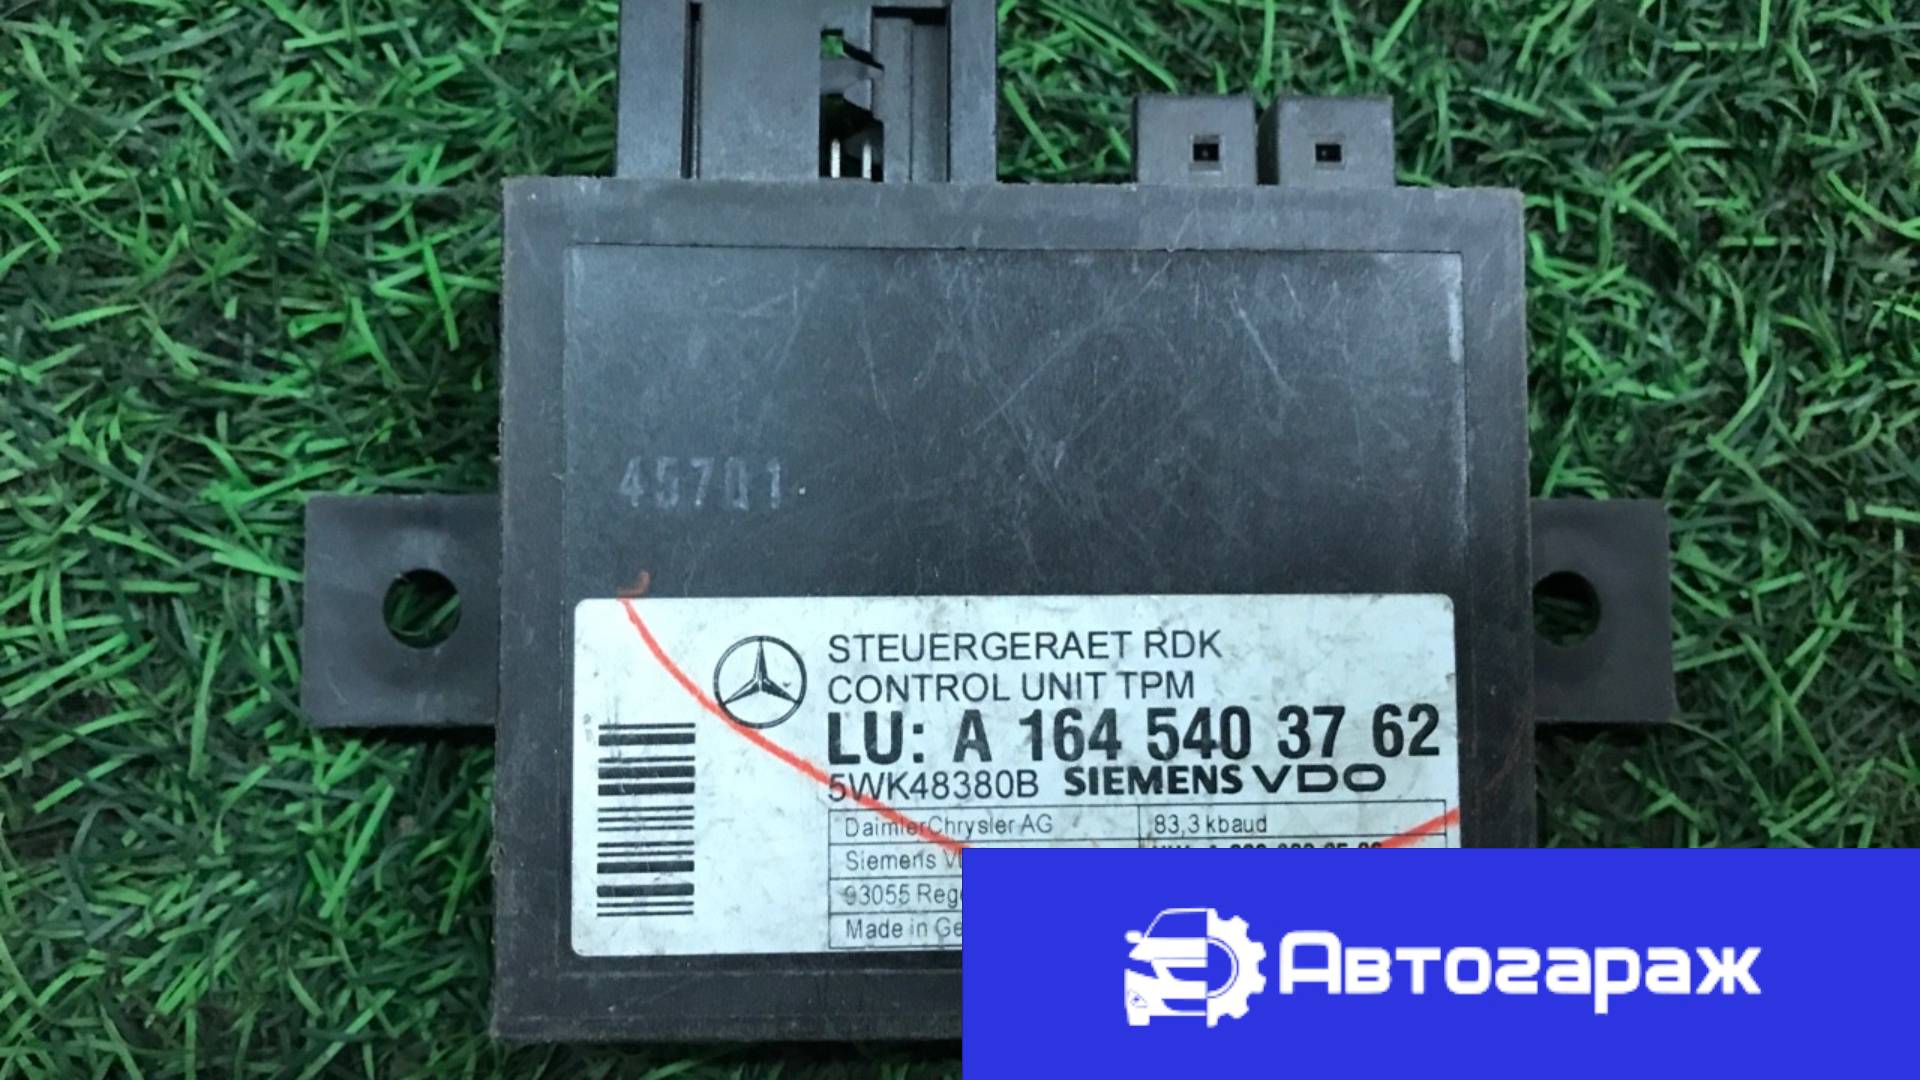 45701
STEUERGERAET RDK
CONTROL UNIT TPM
LU: A 164 540 37 62
5WK48380B SIEMENS VDO
DaimlerChrysler AG 83,3 kbaud
Siemens
93055
Made in
Автогараж